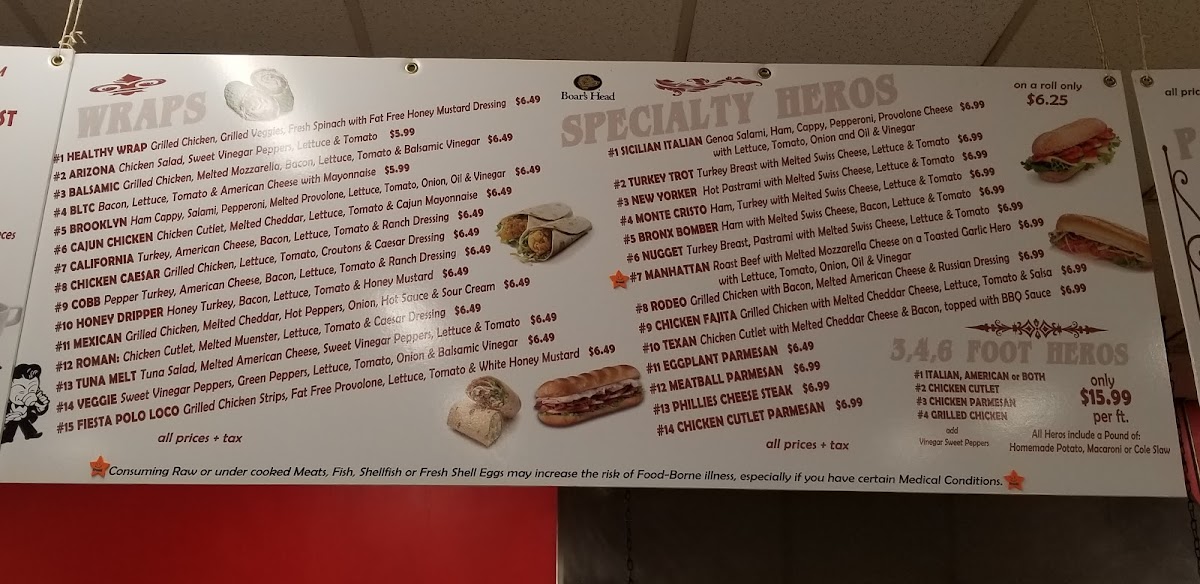 WRAPS
#1 HEALTHY WRAP Grilled Chicken, Grilled Veggies, Fresh Spinach with Fat Free Honey Mustard Dressing $6.49
#2 ARIZONA Chicken Salad, Sweet Vinegar Peppers, Lettuce & Tomato $5.99
#3 BALSAMIC Grilled Chicken, Melted Mozzarella, Bacon, Lettuce, Tomato & Balsamic Vinegar $6.49
#4 BLTC Bacon, Lettuce, Tomato & American Cheese with Mayonnaise $5.99
#5 BROOKLYN Ham Cappy, Salami, Pepperoni, Melted Provolone, Lettuce, Tomato, Onion, Oil & Vinegar $6.49
#6 CAJUN CHICKEN Chicken Cutlet, Melted Cheddar, Lettuce, Tomato & Cajun Mayonnaise $6.49
#7 CALIFORNIA Turkey, American Cheese, Bacon, Lettuce, Tomato & Ranch Dressing $6.49
#8 CHICKEN CAESAR Grilled Chicken, Lettuce, Tomato, Croutons & Caesar Dressing $6.49
#9 COBB Pepper Turkey, American Cheese, Bacon, Lettuce, Tomato & Ranch Dressing $6.49
#10 HONEY DRIPPER Honey Turkey, Bacon, Lettuce, Tomato & Honey Mustard $6.49
#11 MEXICAN Grilled Chicken, Melted Cheddar, Hot Peppers, Onion, Hot Sauce & Sour Cream $6.49
#12 ROMAN: Chicken Cutlet, Melted Muenster, Lettuce, Tomato & Caesar Dressing $6.49
#13 TUNA MELT Tuna Salad, Melted American Cheese, Sweet Vinegar Peppers, Lettuce & Tomato $6.49
#14 VEGGIE Sweet Vinegar Peppers, Green Peppers, Lettuce, Tomato, Onion & Balsamic Vinegar $6.49
#15 FIESTA POLO LOCO Grilled Chicken Strips, Fat Free Provolone, Lettuce, Tomato & White Honey Mustard $6.49
all prices + tax
Boar's Head
SPECIALTY HEROS
on a roll only
$6.25
#1 SICILIAN ITALIAN Genoa Salami, Ham, Cappy, Pepperoni, Provolone Cheese $6.99
with Lettuce, Tomato, Onion and Oil & Vinegar
#2 TURKEY TROT Turkey Breast with Melted Swiss Cheese, Lettuce & Tomato $6.99
#3 NEW YORKER Hot Pastrami with Melted Swiss Cheese, Lettuce & Tomato $6.99
#4 MONTE CRISTO Ham, Turkey with Melted Swiss Cheese, Lettuce & Tomato $6.99
#5 BRONX BOMBER Ham with Melted Swiss Cheese, Bacon, Lettuce & Tomato $6.99
#6 NUGGET Turkey Breast, Pastrami with Melted Swiss Cheese, Lettuce & Tomato $6.99
#7 MANHATTAN Roast Beef with Melted Mozzarella Cheese on a Toasted Garlic Hero $6.99
with Lettuce, Tomato, Onion, Oil & Vinegar
#8 RODEO Grilled Chicken with Bacon, Melted American Cheese & Russian Dressing $6.99
#9 CHICKEN FAJITA Grilled Chicken with Melted Cheddar Cheese, Lettuce, Tomato & Salsa $6.99
#10 TEXAN Chicken Cutlet with Melted Cheddar Cheese & Bacon, topped with BBQ Sauce $6.99
#11 EGGPLANT PARMESAN $6.49
#12 MEATBALL PARMESAN $6.99
#13 PHILLIES CHEESE STEAK $6.99
#14 CHICKEN CUTLET PARMESAN $6.99
all prices + tax
3,4,6 FOOT HEROS
#1 ITALIAN, AMERICAN or BOTH
#2 CHICKEN CUTLET
#3 CHICKEN PARMESAN
#4 GRILLED CHICKEN
add
Vinegar Sweet Peppers
only
$15.99
per ft.
All Heros include a Pound of:
Homemade Potato, Macaroni or Cole Slaw
Consuming Raw or under cooked Meats, Fish, Shellfish or Fresh Shell Eggs may increase the risk of Food-Borne illness, especially if you have certain Medical Conditions.